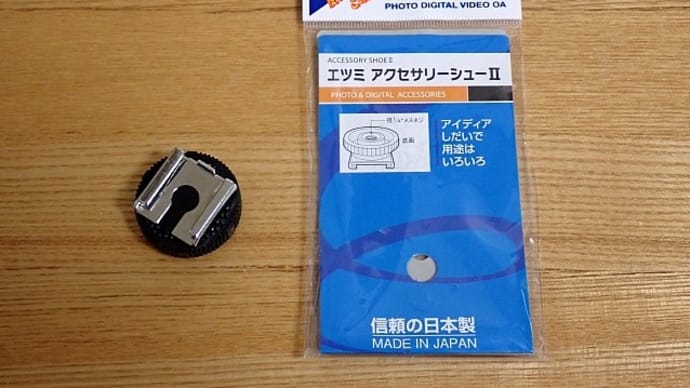 PHOTO DIGITAL VIDEO OA
ACCESSORY SHOE II
エツミ アクセサリーシューII
PHOTO & DIGITAL ACCESSORIES
底面
アイディア
しだいで
用途は
いろいろ
信頼の日本製
MADE IN JAPAN